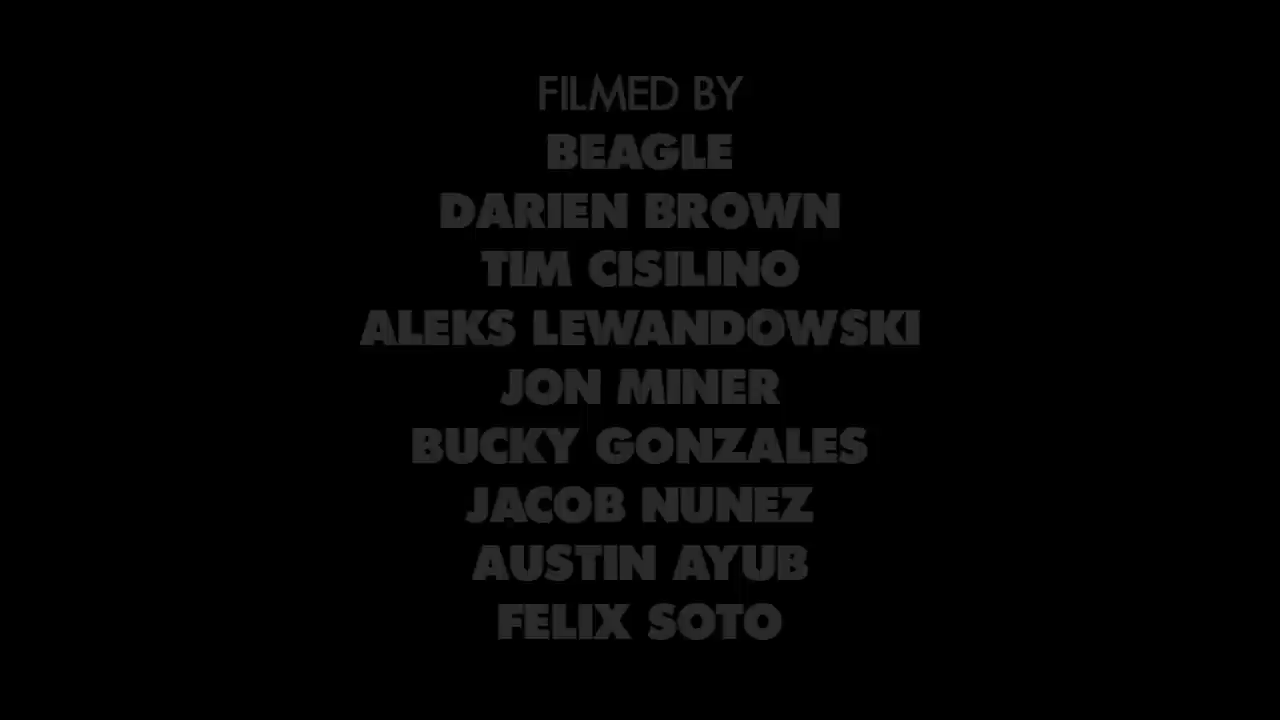 FILMED BY
BEAGLE
DARIEN BROWN
TIM CISILINO
ALEKS LEWANDOWSKI
JON MINER
BUCKY GONZALES
JACOB NUNEZ
AUSTIN AYUB
FELIX SOTO